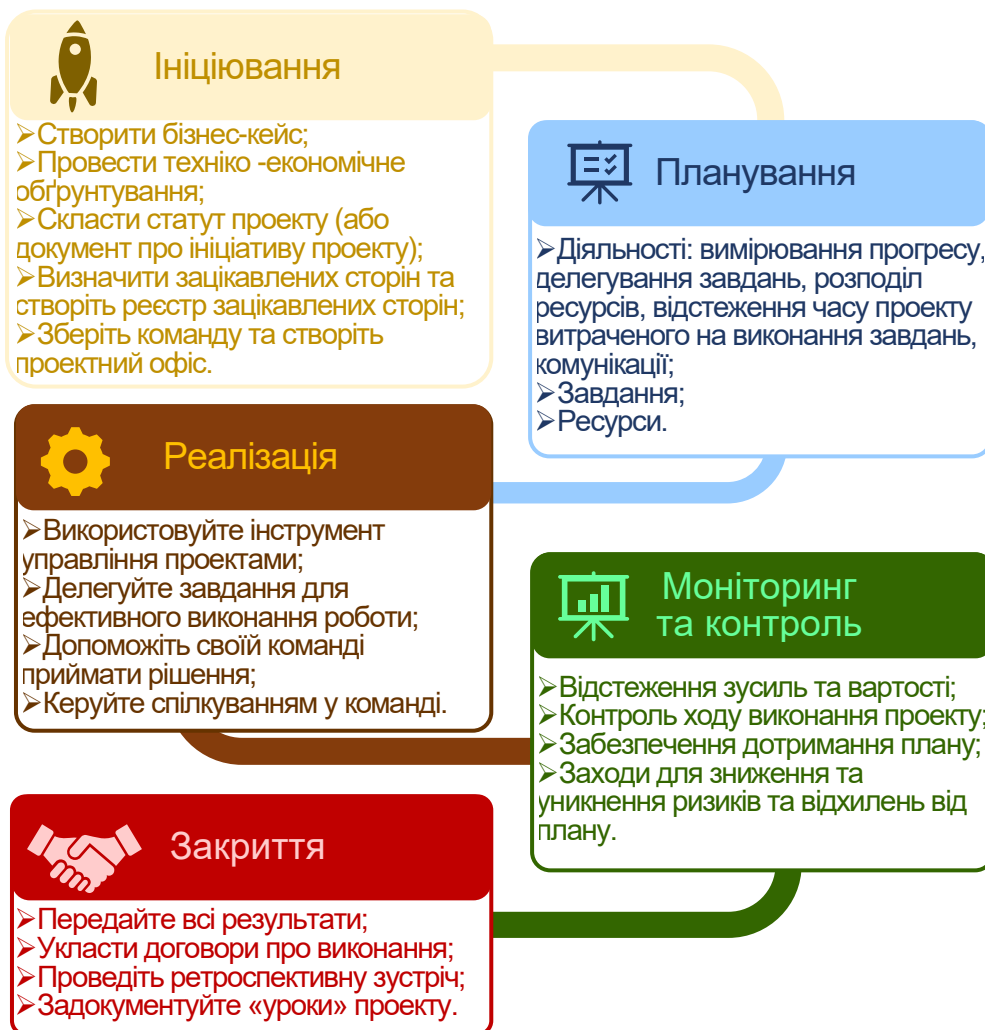 Ініціювання
➢Створити бізнес-кейс;
➢Провести техніко -економічне
обґрунтування;
➢Скласти статут проекту (або
документ про ініціативу проекту);
➢Визначити зацікавлених сторін та
створіть реєстр зацікавлених сторін;
➢Зберіть команду та створіть
проектний офіс.
Планування
➢Діяльності: вимірювання прогресу,
делегування завдань, розподіл
ресурсів, відстеження часу проекту
витраченого на виконання завдань,
комунікації;
➢Завдання;
➢Ресурси.
Реалізація
➢Використовуйте інструмент
управління проектами;
➢Делегуйте завдання для
ефективного виконання роботи;
➢Допоможіть своїй команді
приймати рішення;
➢Керуйте спілкуванням у команді.
Моніторинг
та контроль
➢Відстеження зусиль та вартості;
➢Контроль ходу виконання проекту;
➢Забезпечення дотримання плану;
➢Заходи для зниження та
уникнення ризиків та відхилень від
плану.
Закриття
➢Передайте всі результати;
➢Укласти договори про виконання;
➢Проведіть ретроспективну зустріч;
➢Задокументуйте «уроки» проекту.